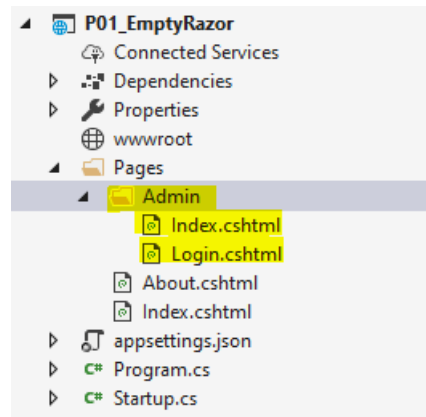 P01_EmptyRazor
Connected Services
Dependencies
Properties
wwwroot
Pages
Admin
Index.cshtml
Login.cshtml
About.cshtml
Index.cshtml
appsettings.json
C# Program.cs
C# Startup.cs